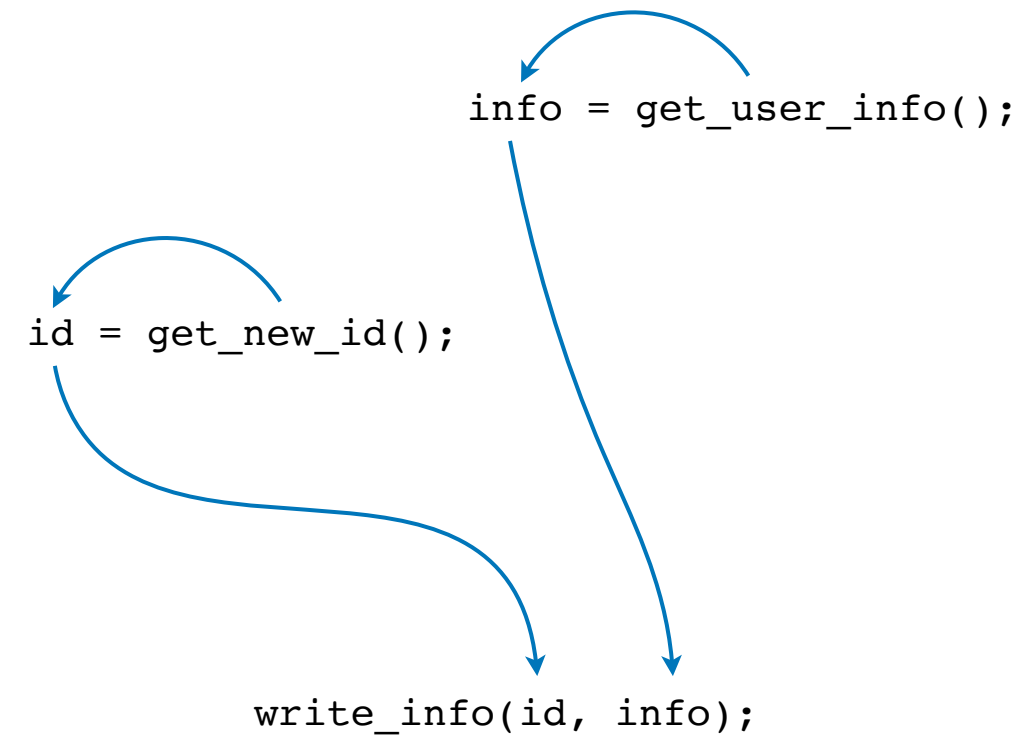 info = get_user_info();
id = get_new_id();
write_info(id, info);